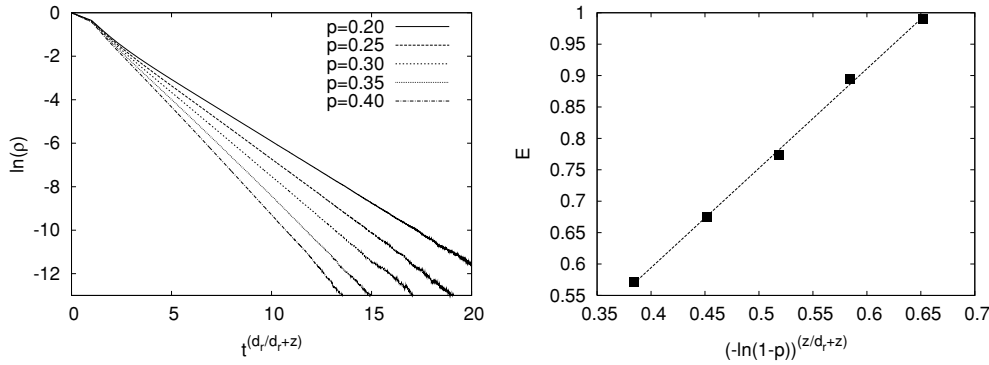 0
-2
-4
-6
-8
-10
-12
ln(ρ)
0 5 10 15 20
t^(d_r/d_r+z)
p=0.20
p=0.25
p=0.30
p=0.35
p=0.40
1
0.95
0.9
0.85
0.8
0.75
0.7
0.65
0.6
0.55
E
0.35 0.4 0.45 0.5 0.55 0.6 0.65 0.7
(-ln(1-p))^(z/d_r+z)